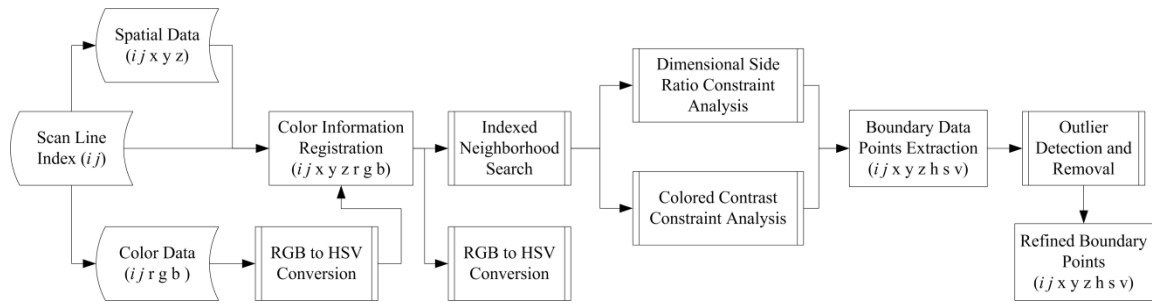 Spatial Data
(i j x y z)
Scan Line
Index (i j)
Color Data
(i j r g b )
RGB to HSV
Conversion
Color Information
Registration
(i j x y z r g b)
Indexed
Neighborhood
Search
RGB to HSV
Conversion
Dimensional Side
Ratio Constraint
Analysis
Colored Contrast
Constraint Analysis
Boundary Data
Points Extraction
(i j x y z h s v)
Outlier
Detection and
Removal
Refined Boundary
Points
(i j x y z h s v)